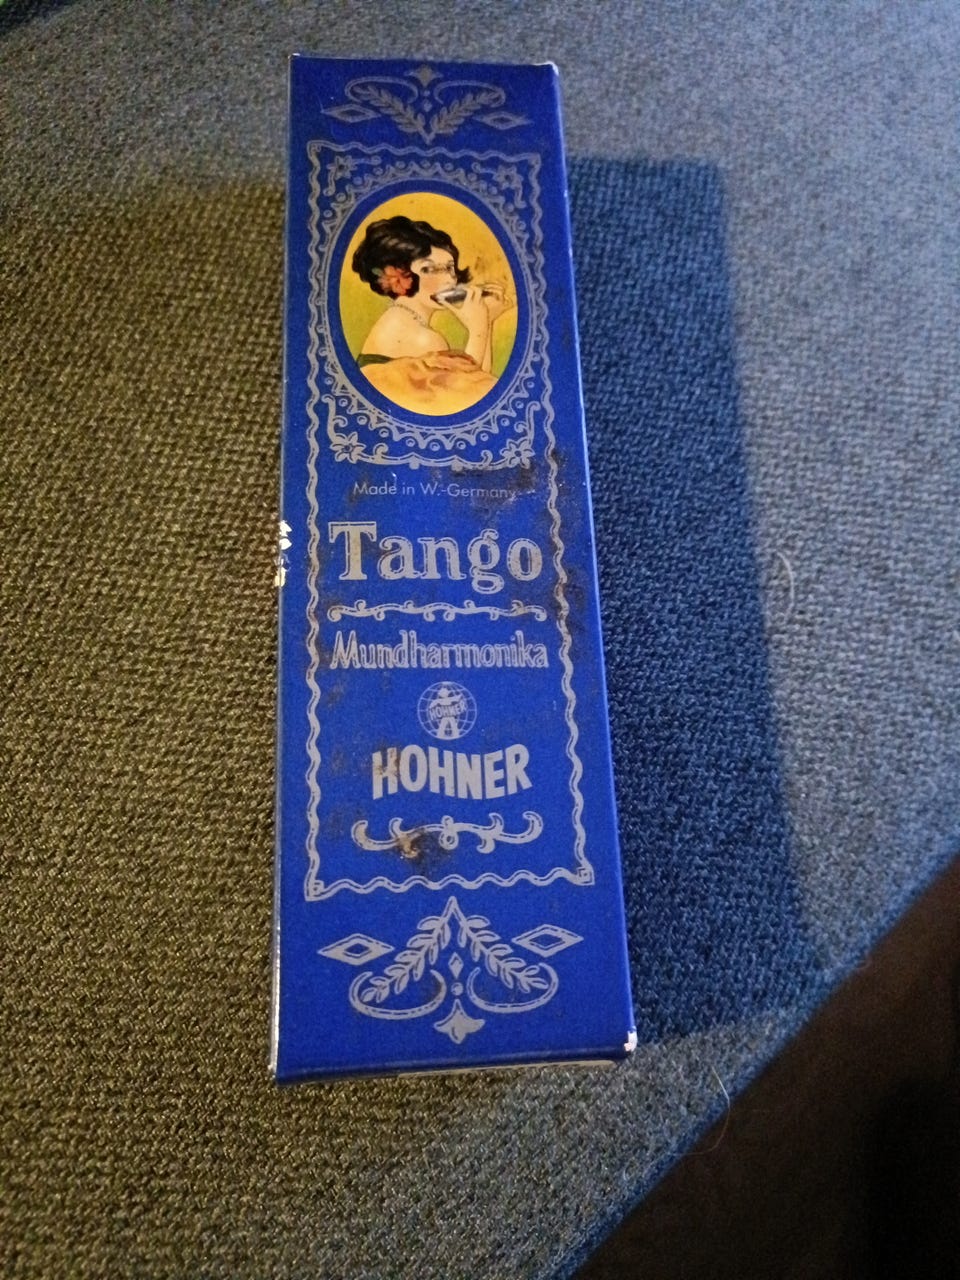 Made in W.-Germany
Tango
Mundharmonika
HOHNER
HOHNER